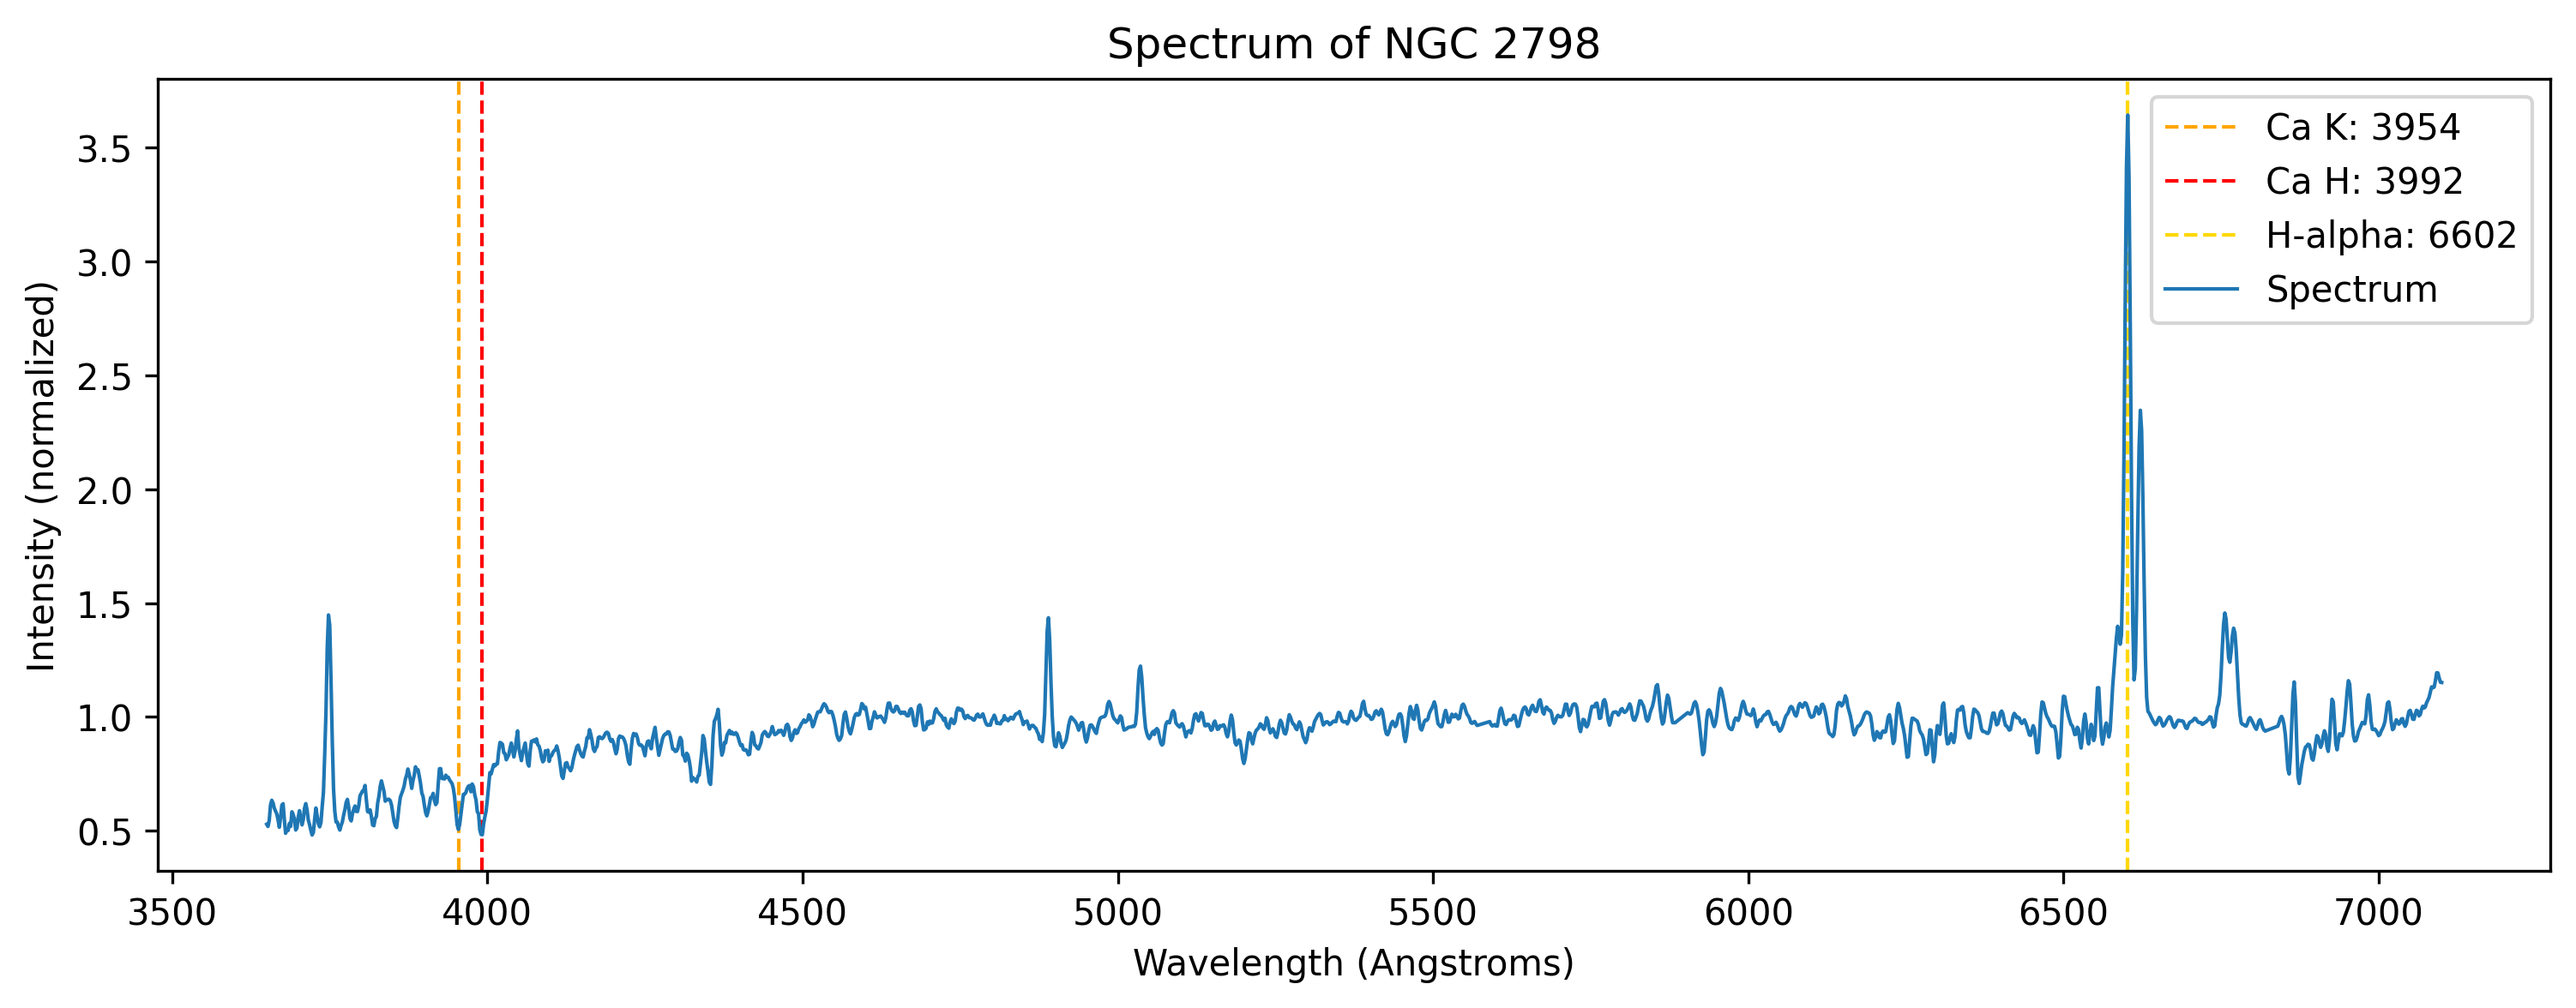 Spectrum of NGC 2798
Ca K: 3954
Ca H: 3992
H-alpha: 6602
Spectrum
Intensity (normalized)
3.5
3.0
2.5
2.0
1.5
1.0
0.5
3500 4000 4500 5000 5500 6000 6500 7000
Wavelength (Angstroms)